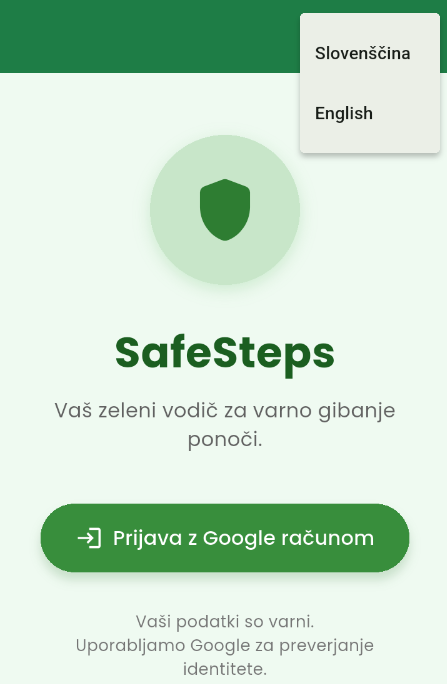 Slovenščina
English
SafeSteps
Vaš zeleni vodič za varno gibanje
ponoči.
Prijava z Google računom
Vaši podatki so varni.
Uporabljamo Google za preverjanje
identitete.